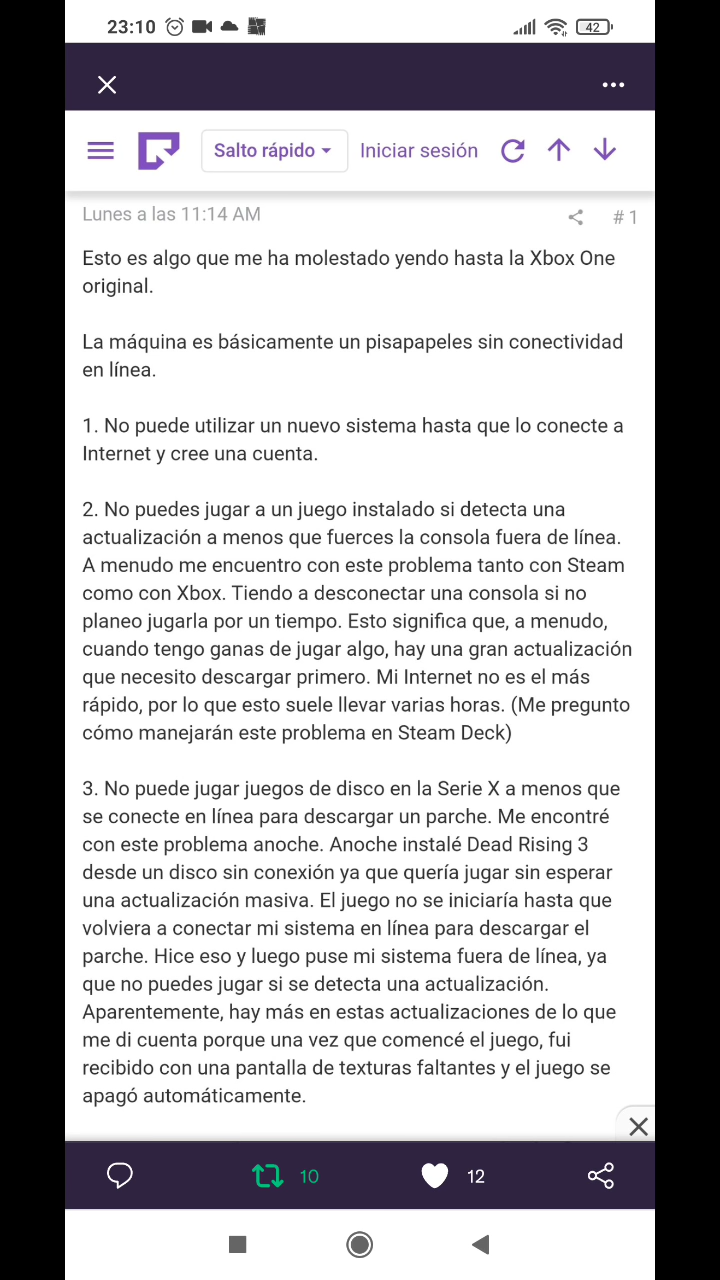 23:10
42
Salto rápido
Iniciar sesión
Lunes a las 11:14 AM
# 1
Esto es algo que me ha molestado yendo hasta la Xbox One
original.
La máquina es básicamente un pisapapeles sin conectividad
en línea.
1. No puede utilizar un nuevo sistema hasta que lo conecte a
Internet y cree una cuenta.
2. No puedes jugar a un juego instalado si detecta una
actualización a menos que fuerces la consola fuera de línea.
A menudo me encuentro con este problema tanto con Steam
como con Xbox. Tiendo a desconectar una consola si no
planeo jugarla por un tiempo. Esto significa que, a menudo,
cuando tengo ganas de jugar algo, hay una gran actualización
que necesito descargar primero. Mi Internet no es el más
rápido, por lo que esto suele llevar varias horas. (Me pregunto
cómo manejarán este problema en Steam Deck)
3. No puede jugar juegos de disco en la Serie X a menos que
se conecte en línea para descargar un parche. Me encontré
con este problema anoche. Anoche instalé Dead Rising 3
desde un disco sin conexión ya que quería jugar sin esperar
una actualización masiva. El juego no se iniciaría hasta que
volviera a conectar mi sistema en línea para descargar el
parche. Hice eso y luego puse mi sistema fuera de línea, ya
que no puedes jugar si se detecta una actualización.
Aparentemente, hay más en estas actualizaciones de lo que
me di cuenta porque una vez que comencé el juego, fui
recibido con una pantalla de texturas faltantes y el juego se
apagó automáticamente.
10
12